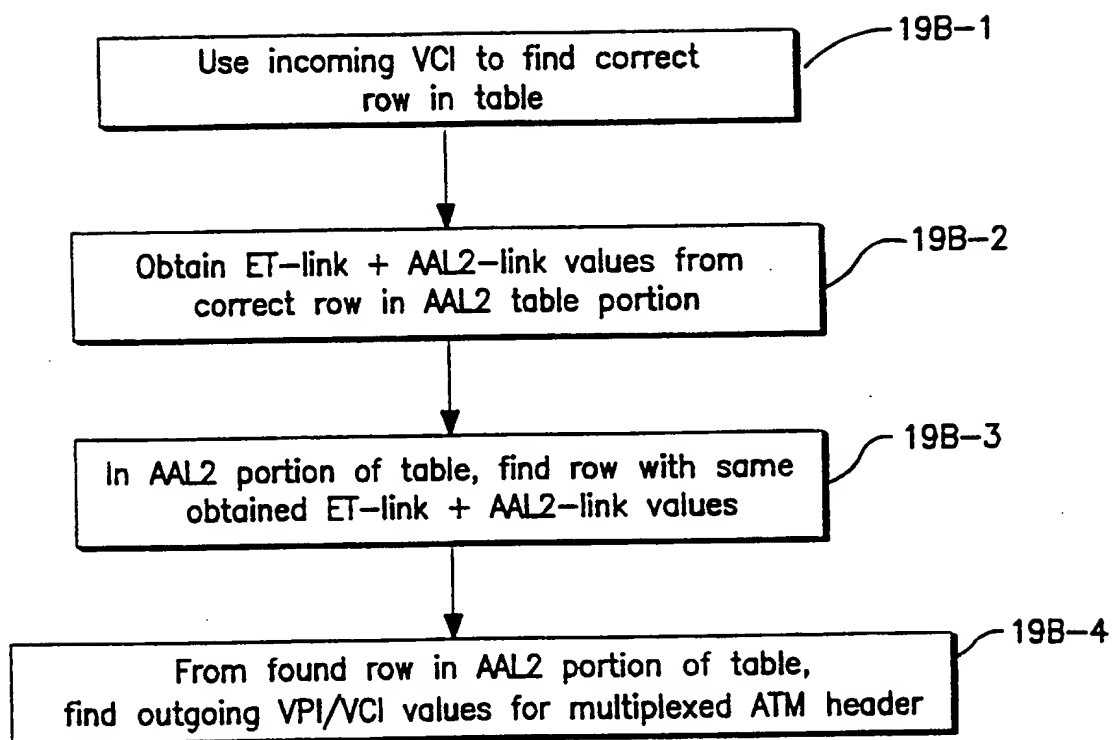 19B-1
Use incoming VCI to find correct
row in table
19B-2
Obtain ET-link + AAL2-link values from
correct row in AAL2 table portion
19B-3
In AAL2 portion of table, find row with same
obtained ET-link + AAL2-link values
19B-4
From found row in AAL2 portion of table,
find outgoing VPI/VCI values for multiplexed ATM header